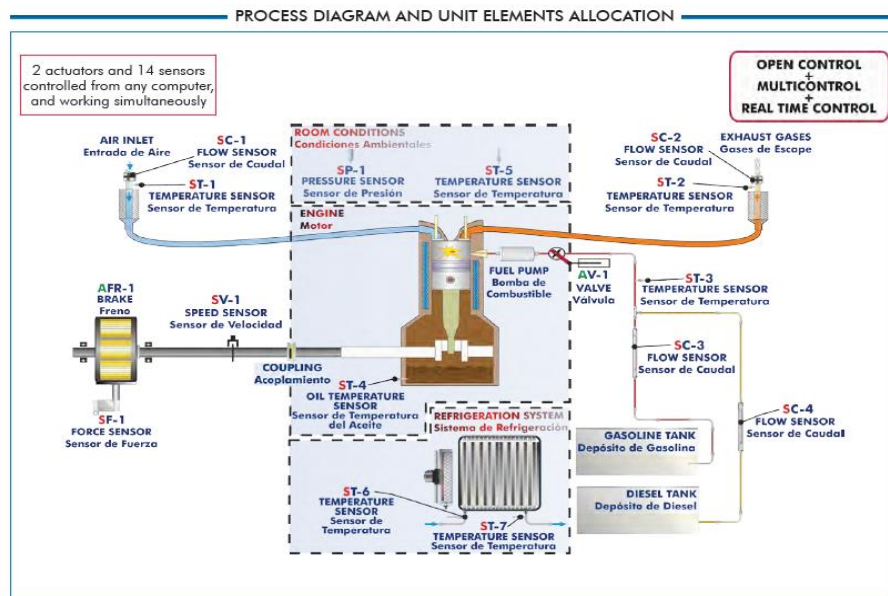 PROCESS DIAGRAM AND UNIT ELEMENTS ALLOCATION
2 actuators and 14 sensors
controlled from any computer,
and working simultaneously
OPEN CONTROL
+
MULTICONTROL
+
REAL TIME CONTROL
AIR INLET
Entrada de Aire
SC-1
FLOW SENSOR
Sensor de Caudal
ST-1
TEMPERATURE SENSOR
Sensor de Temperatura
ROOM CONDITIONS
Condiciones Ambientales
SP-1
PRESSURE SENSOR
Sensor de Presión
ST-5
TEMPERATURE SENSOR
Sensor de Temperatura
SC-2
FLOW SENSOR
Sensor de Caudal
EXHAUST GASES
Gases de Escape
ST-2
TEMPERATURE SENSOR
Sensor de Temperatura
ENGINE
Motor
FUEL PUMP
Bomba de
Combustible
AV-1
VALVE
Válvula
ST-3
TEMPERATURE SENSOR
Sensor de Temperatura
AFR-1
BRAKE
Freno
SV-1
SPEED SENSOR
Sensor de Velocidad
COUPLING
Acoplamiento
SC-3
FLOW SENSOR
Sensor de Caudal
ST-4
OIL TEMPERATURE
SENSOR
Sensor de Temperatura
del Aceite
SF-1
FORCE SENSOR
Sensor de Fuerza
REFRIGERATION SYSTEM
Sistema de Refrigeración
SC-4
FLOW SENSOR
Sensor de Caudal
GASOLINE TANK
Depósito de Gasolina
DIESEL TANK
Depósito de Diesel
ST-6
TEMPERATURE
SENSOR
Sensor de
Temperatura
ST-7
TEMPERATURE SENSOR
Sensor de Temperatura